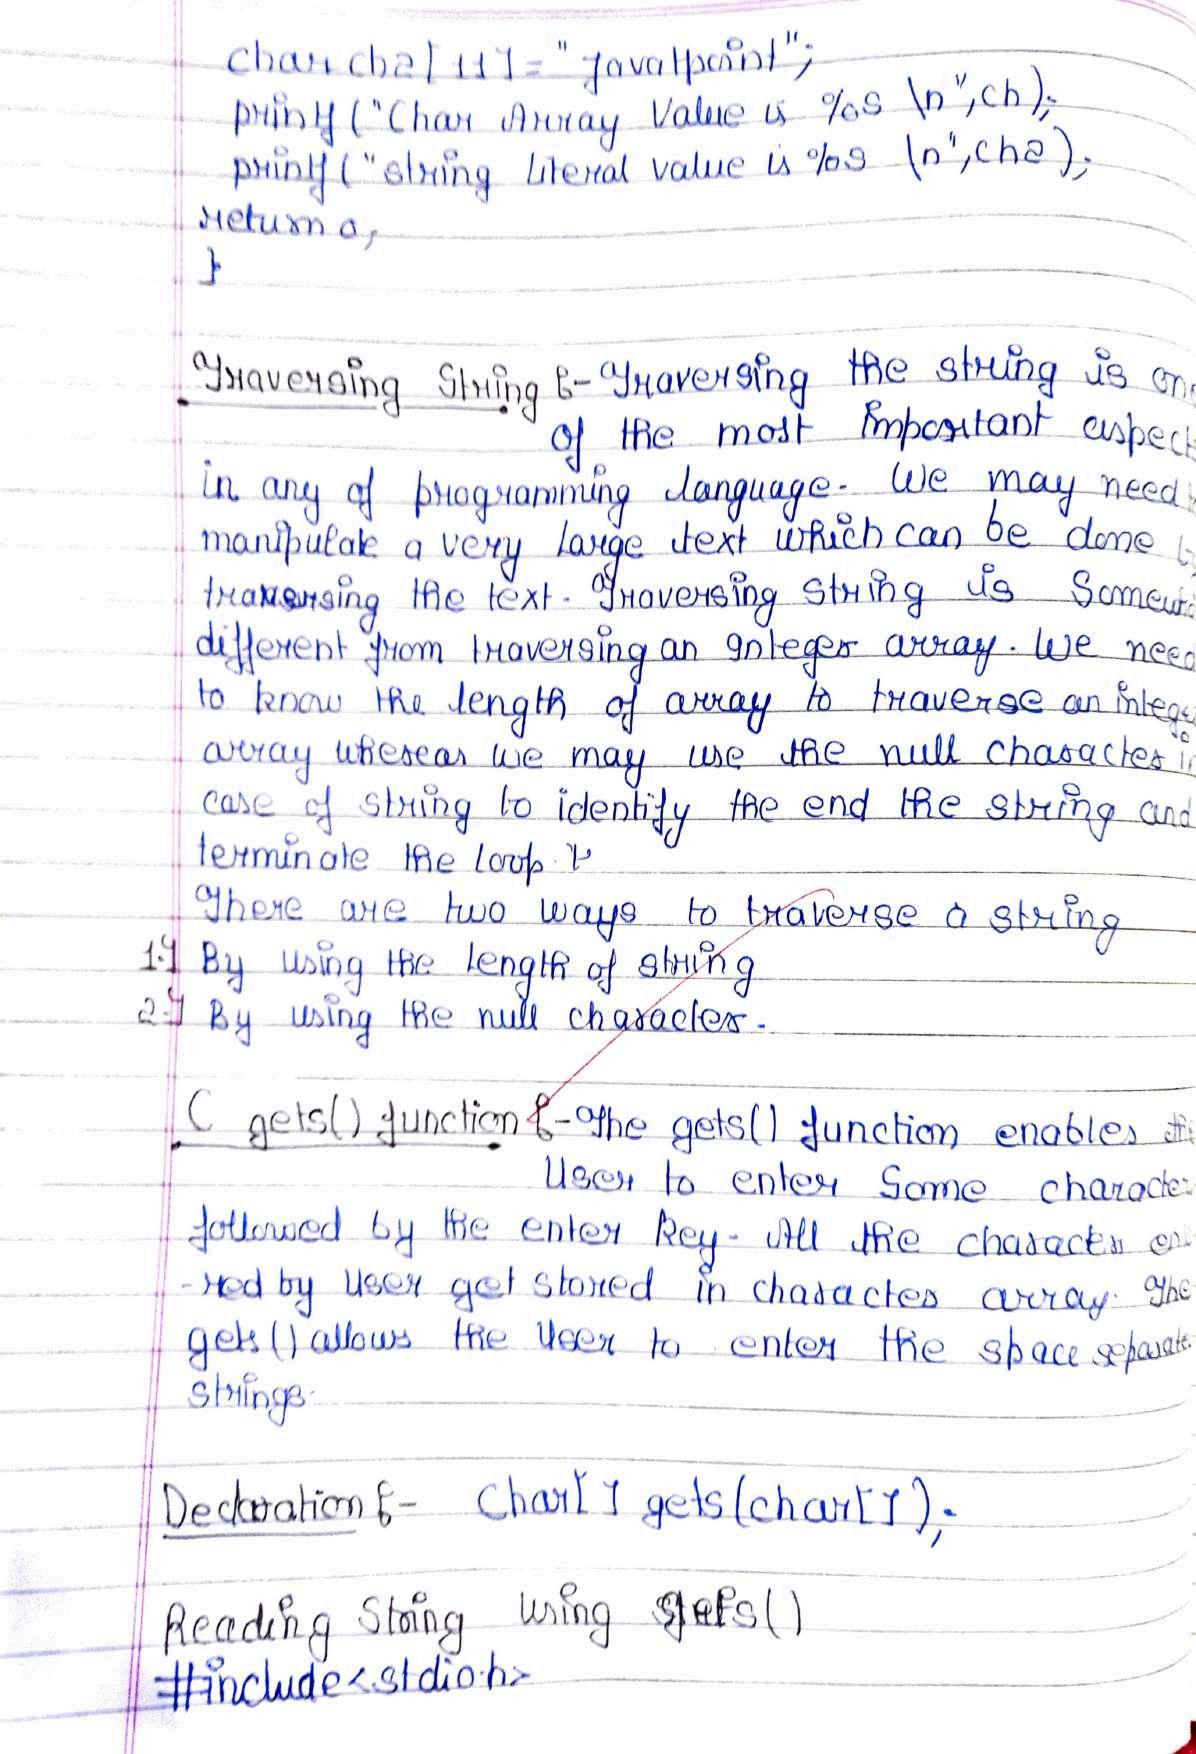 char ch2[11]="javatpoint";
printf("Char Array Value is %s \n",ch);
printf("string literal value is %s \n",ch2);
return 0;
}
Traversing String :- Traversing the string is one
of the most important aspect
in any of programming language. We may need
manipulate a very large text which can be done
traversing the text. Traversing string is Somewh
different from traversing an integer array. We need
to know the length of array to traverse an intege
array whereas we may use the null character in
case of string to identify the end the string and
terminate the loop.
There are two ways to traverse a string
1.) By using the length of string
2.) By using the null character.
C gets() function :- The gets() function enables the
User to enter Some character
followed by the enter key. All the character en
-red by user get stored in character array. The
gets() allows the user to enter the space separate
strings.
Declaration :- Char[] gets(char[]);
Reading String using gets()
#include<stdio.h>